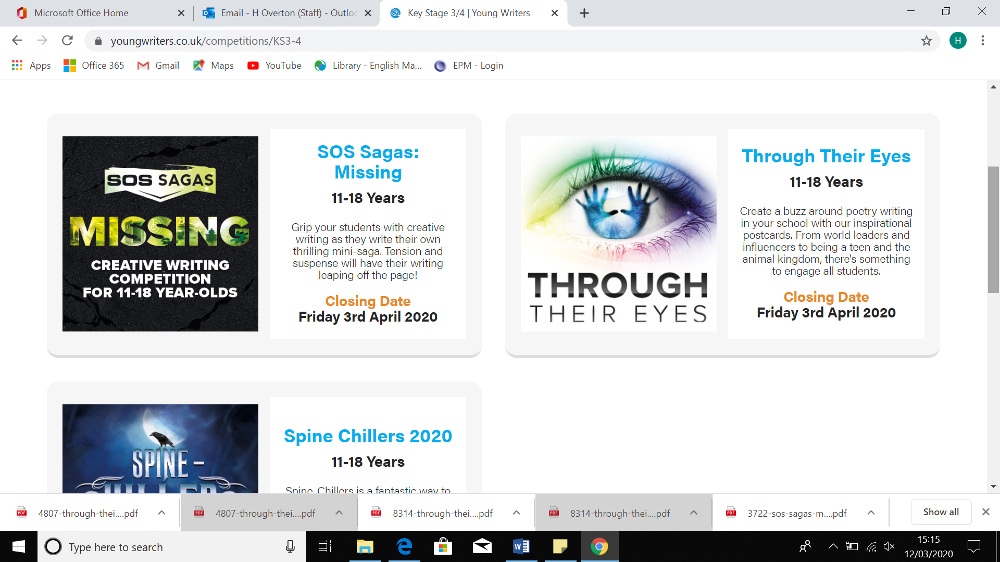 Microsoft Office Home
Email - H Overton (Staff) - Outloo
Key Stage 3/4 | Young Writers
youngwriters.co.uk/competitions/KS3-4
H
Apps
Office 365
Gmail
Maps
YouTube
Library - English Ma...
EPM - Login
SOS SAGAS
MISSING
CREATIVE WRITING
COMPETITION
FOR 11-18 YEAR-OLDS
SOS Sagas:
Missing
11-18 Years
Grip your students with creative
writing as they write their own
thrilling mini-saga. Tension and
suspense will have their writing
leaping off the page!
Closing Date
Friday 3rd April 2020
THROUGH
THEIR EYES
Through Their Eyes
11-18 Years
Create a buzz around poetry writing
in your school with our inspirational
postcards. From world leaders and
influencers to being a teen and the
animal kingdom, there's something
to engage all students.
Closing Date
Friday 3rd April 2020
SPINE-
CHILLERS
Spine Chillers 2020
11-18 Years
Spine-Chillers is a fantastic way to
PDF
4807-through-thei....pdf
PDF
4807-through-thei....pdf
PDF
8314-through-thei....pdf
PDF
8314-through-thei....pdf
PDF
3722-sos-sagas-m....pdf
Show all
Type here to search
15:15
12/03/2020